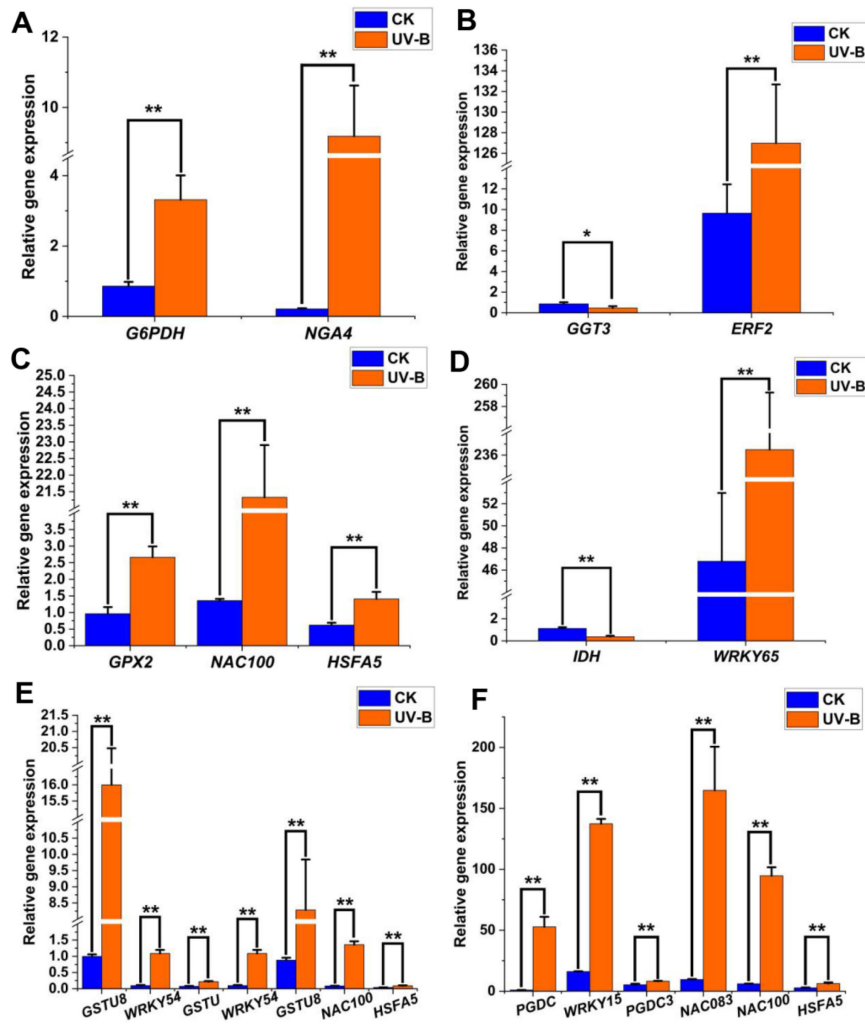 A
CK
UV-B
Relative gene expression
12
10
8
4
2
0
**
**
G6PDH NGA4
B
CK
UV-B
Relative gene expression
136
134
132
130
128
126
124
14
12
10
8
6
4
2
0
*
**
GGT3 ERF2
C
CK
UV-B
Relative gene expression
25.0
24.5
24.0
23.5
23.0
22.5
22.0
21.5
3.5
3.0
2.5
2.0
1.5
1.0
0.5
0.0
**
**
**
GPX2 NAC100 HSFA5
D
CK
UV-B
Relative gene expression
260
258
236
52
50
48
46
2
0
**
**
IDH WRKY65
E
CK
UV-B
Relative gene expression
21.5
21.0
20.5
20.0
16.0
15.5
10.5
10.0
9.5
9.0
8.5
1.5
1.0
0.5
0.0
**
**
**
**
**
**
**
GSTU8 WRKY54 GSTU WRKY54 GSTU8 NAC100 HSFA5
F
CK
UV-B
Relative gene expression
250
200
150
100
50
0
**
**
**
**
**
**
PGDC WRKY15 PGDC3 NAC083 NAC100 HSFA5